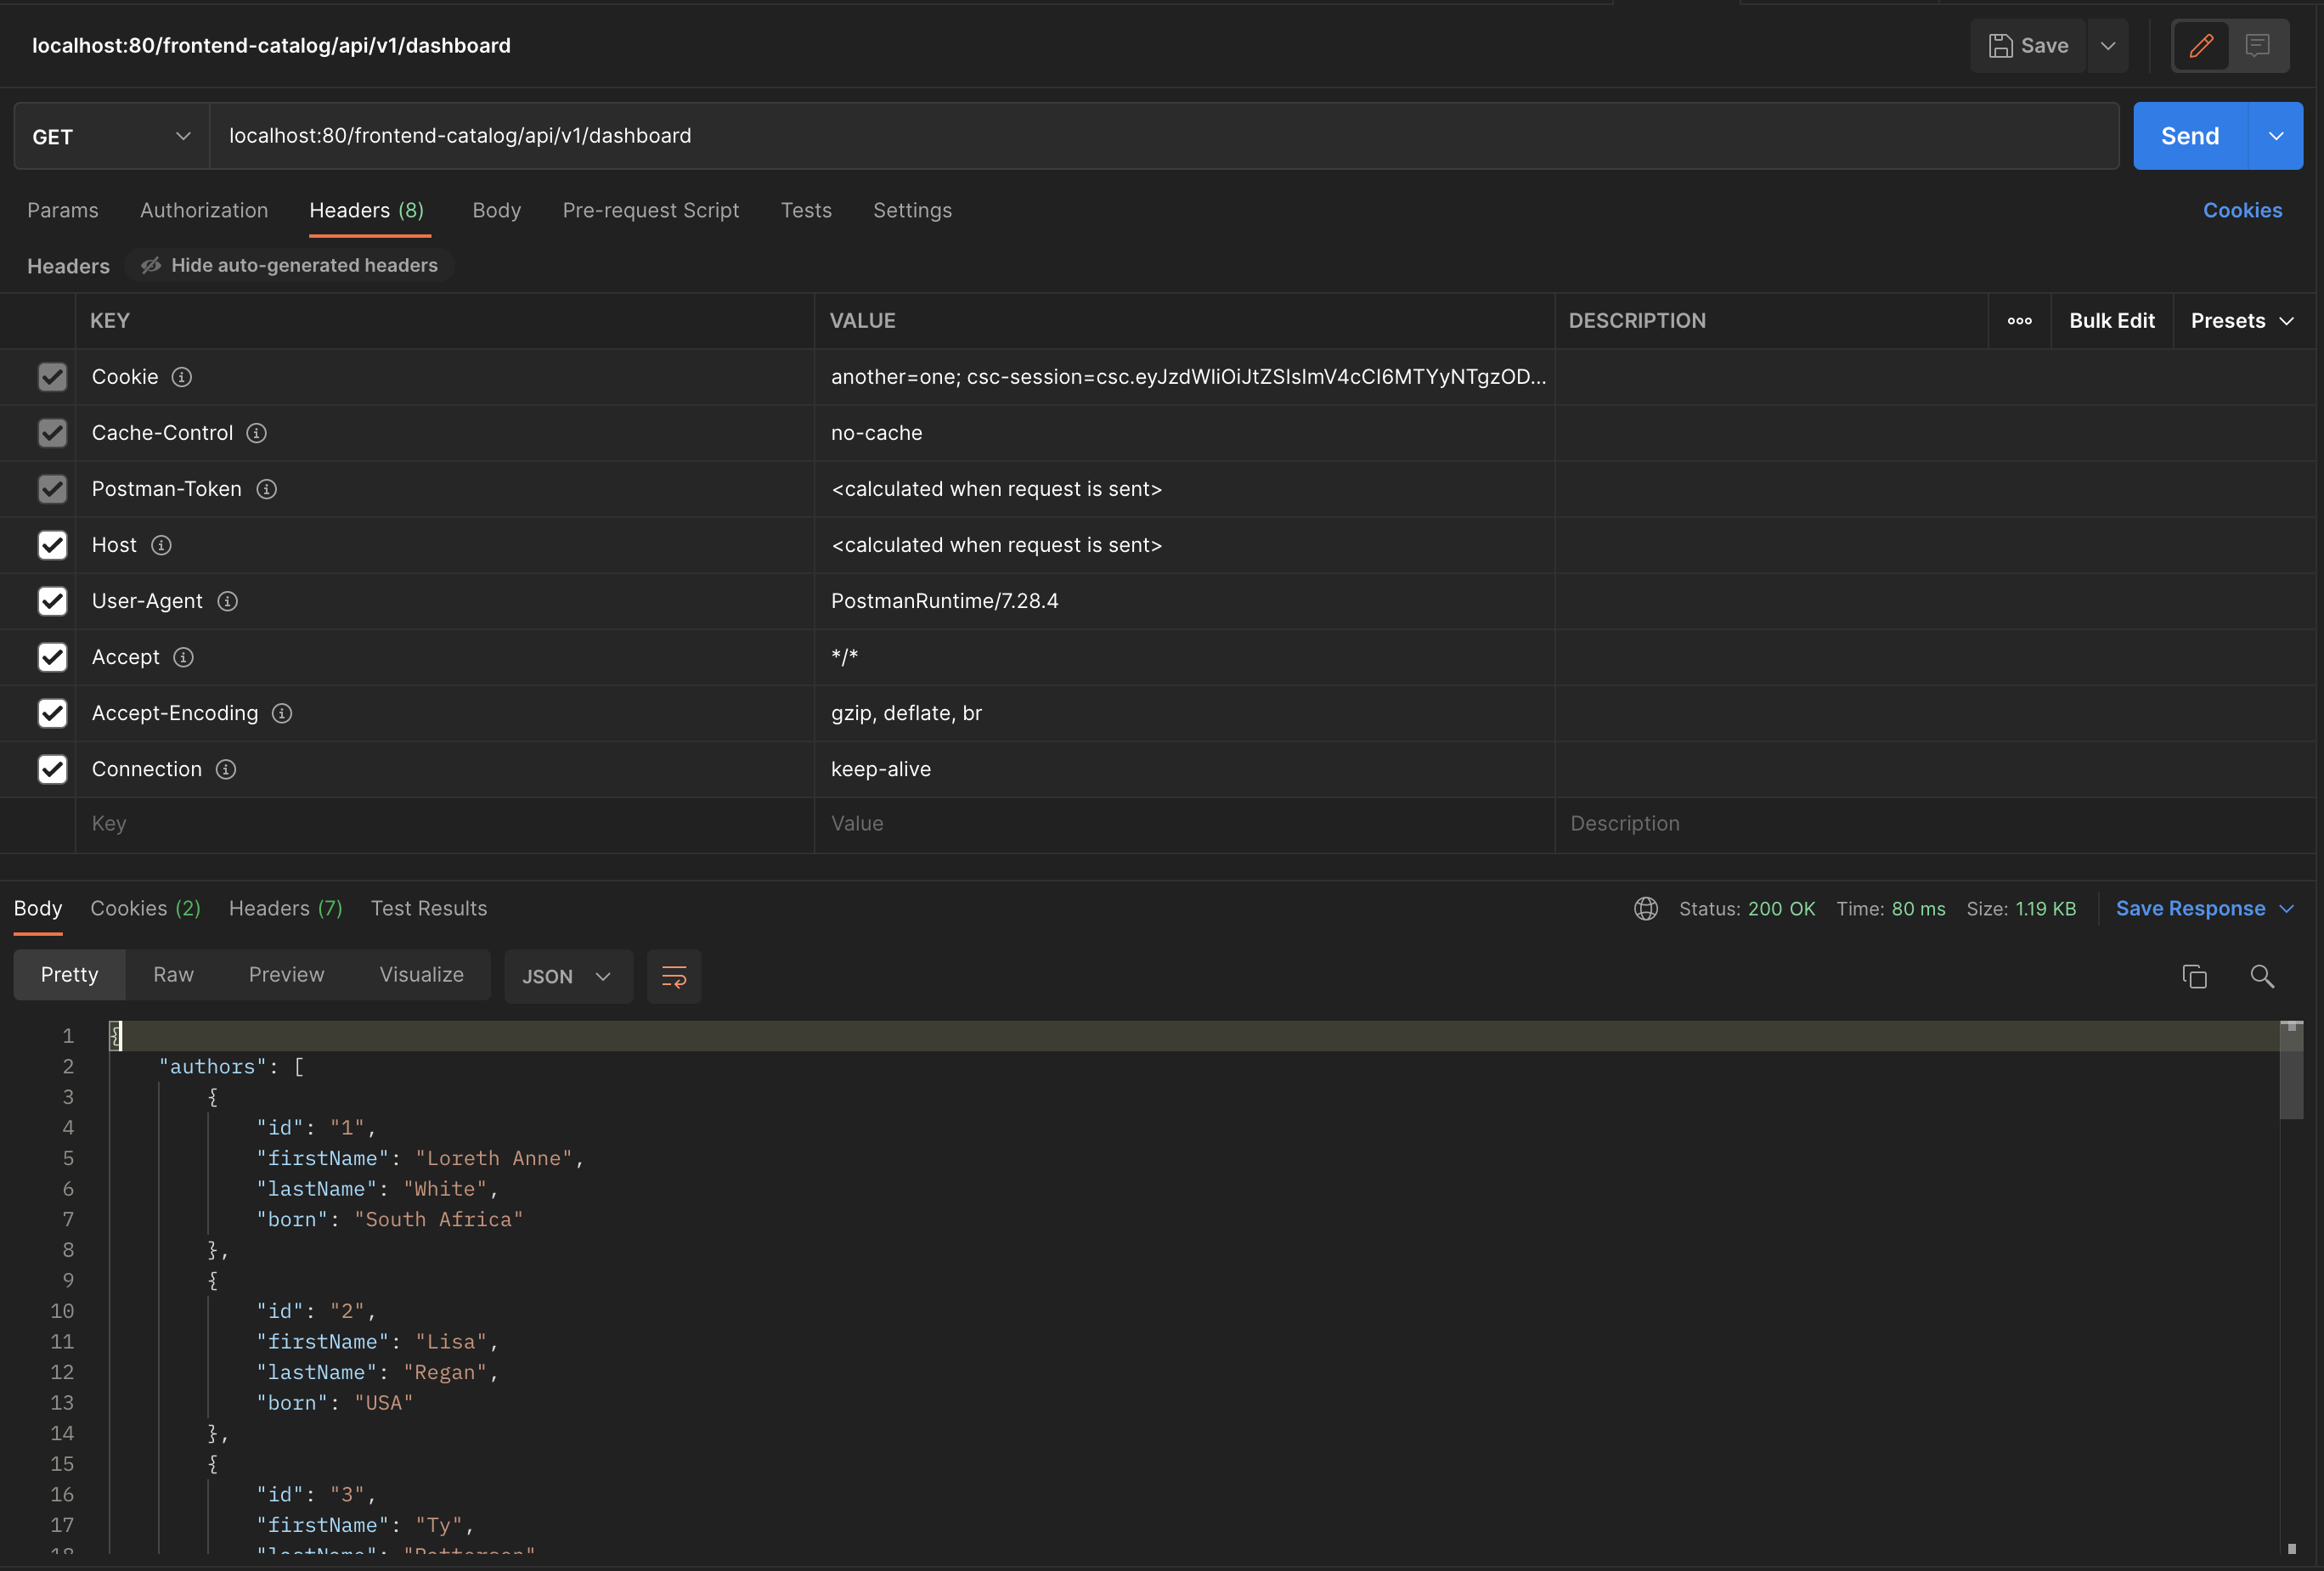 localhost:80/frontend-catalog/api/v1/dashboard
Save
GET
localhost:80/frontend-catalog/api/v1/dashboard
Send
Params Authorization Headers (8) Body Pre-request Script Tests Settings Cookies
Headers Hide auto-generated headers
KEY VALUE DESCRIPTION ooo Bulk Edit Presets
Cookie another=one; csc-session=csc.eyJzdWIiOiJtZSIsImV4cCI6MTYyNTgzOD...
Cache-Control no-cache
Postman-Token <calculated when request is sent>
Host <calculated when request is sent>
User-Agent PostmanRuntime/7.28.4
Accept */*
Accept-Encoding gzip, deflate, br
Connection keep-alive
Key Value Description
Body Cookies (2) Headers (7) Test Results Status: 200 OK Time: 80 ms Size: 1.19 KB Save Response
Pretty Raw Preview Visualize JSON
1 {
2 "authors": [
3 {
4 "id": "1",
5 "firstName": "Loreth Anne",
6 "lastName": "White",
7 "born": "South Africa"
8 },
9 {
10 "id": "2",
11 "firstName": "Lisa",
12 "lastName": "Regan",
13 "born": "USA"
14 },
15 {
16 "id": "3",
17 "firstName": "Ty",
18 "lastName": "Patterson"